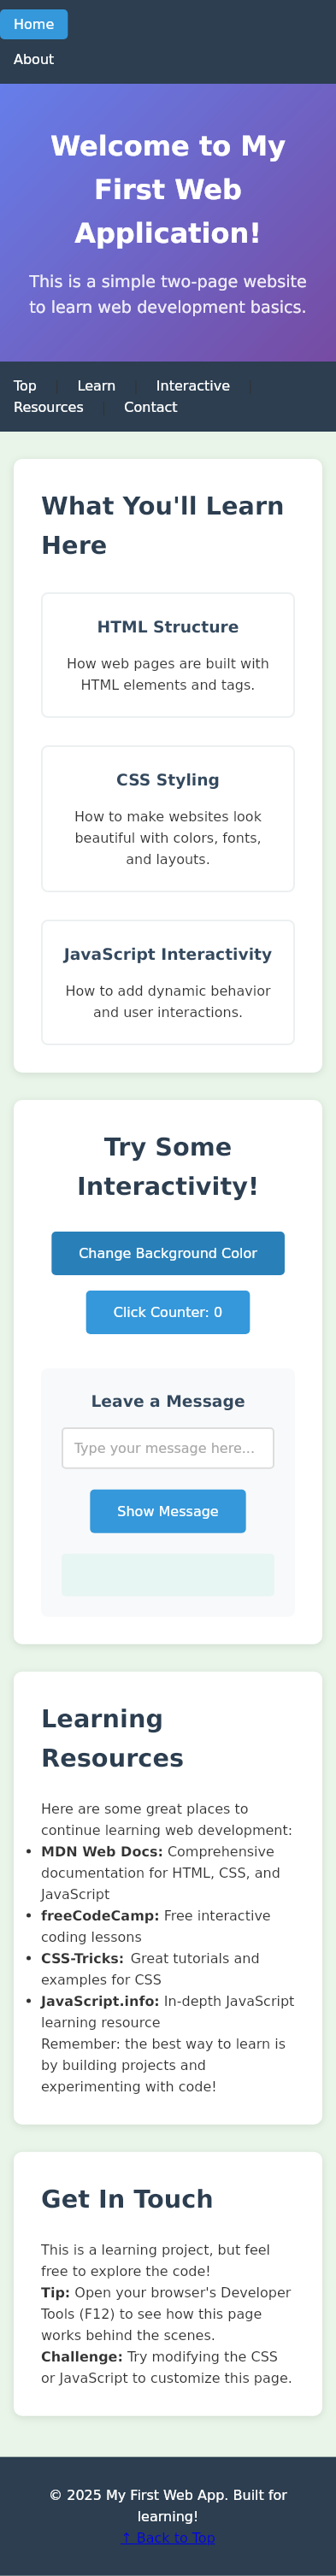 Home
About
Welcome to My
First Web
Application!
This is a simple two-page website
to learn web development basics.
Top | Learn | Interactive |
Resources | Contact
What You'll Learn
Here
HTML Structure
How web pages are built with
HTML elements and tags.
CSS Styling
How to make websites look
beautiful with colors, fonts,
and layouts.
JavaScript Interactivity
How to add dynamic behavior
and user interactions.
Try Some
Interactivity!
Change Background Color
Click Counter: 0
Leave a Message
Type your message here...
Show Message
Learning
Resources
Here are some great places to
continue learning web development:
• MDN Web Docs: Comprehensive
documentation for HTML, CSS, and
JavaScript
• freeCodeCamp: Free interactive
coding lessons
• CSS-Tricks: Great tutorials and
examples for CSS
• JavaScript.info: In-depth JavaScript
learning resource
Remember: the best way to learn is
by building projects and
experimenting with code!
Get In Touch
This is a learning project, but feel
free to explore the code!
Tip: Open your browser's Developer
Tools (F12) to see how this page
works behind the scenes.
Challenge: Try modifying the CSS
or JavaScript to customize this page.
© 2025 My First Web App. Built for
learning!
↑ Back to Top